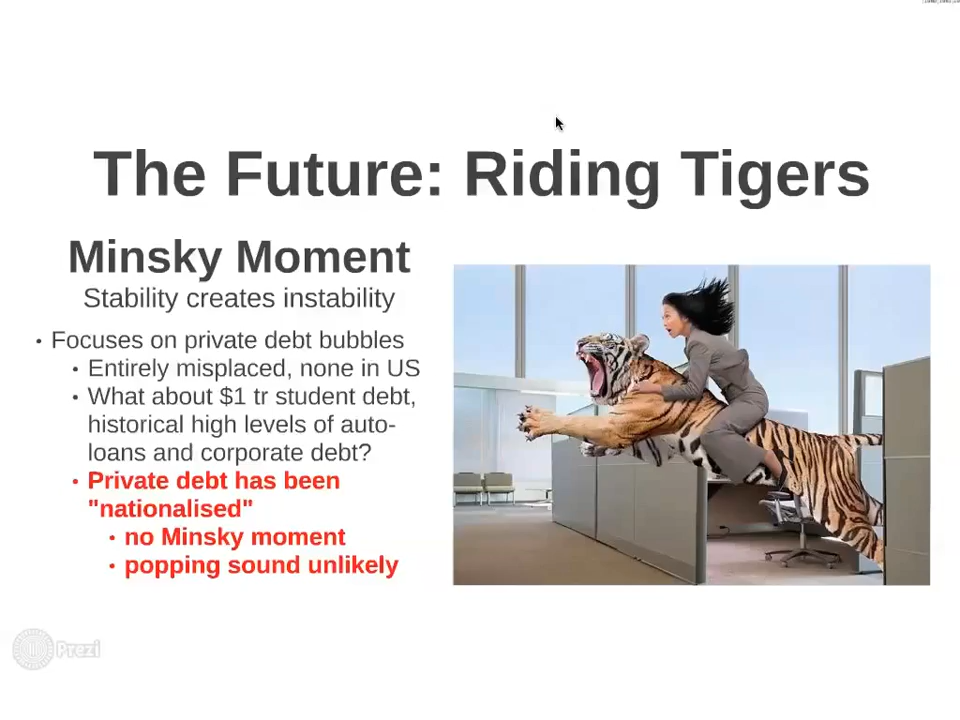 The Future: Riding Tigers
Minsky Moment
Stability creates instability
• Focuses on private debt bubbles
• Entirely misplaced, none in US
• What about $1 tr student debt,
historical high levels of auto-
loans and corporate debt?
• Private debt has been
"nationalised"
• no Minsky moment
• popping sound unlikely
Prezi